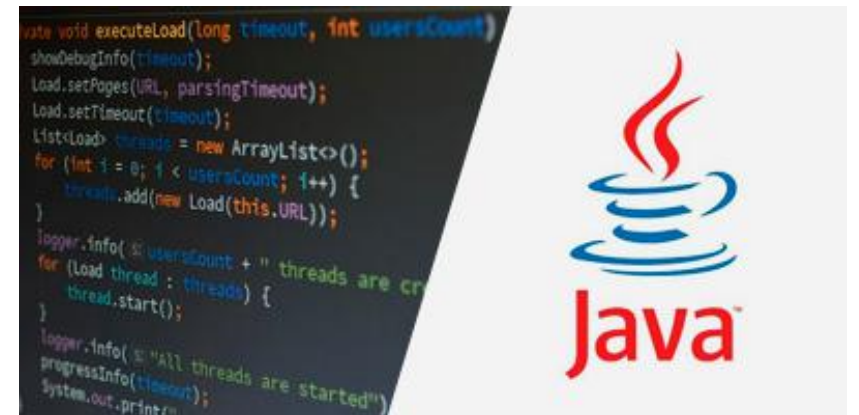 vate void executeLoad(long timeout, int usersCount)
showDebugInfo(timeout);
Load.setPages(URL, parsingTimeout);
Load.setTimeout(timeout);
List<Load> threads = new ArrayList<>();
for (int i = 0; i < usersCount; i++) {
threads.add(new Load(this.URL));
}
logger.info( s: usersCount + " threads are cr
for (Load thread : threads) {
thread.start();
}
logger.info( s: "All threads are started")
progressInfo(timeout);
System.out.print("
Java™